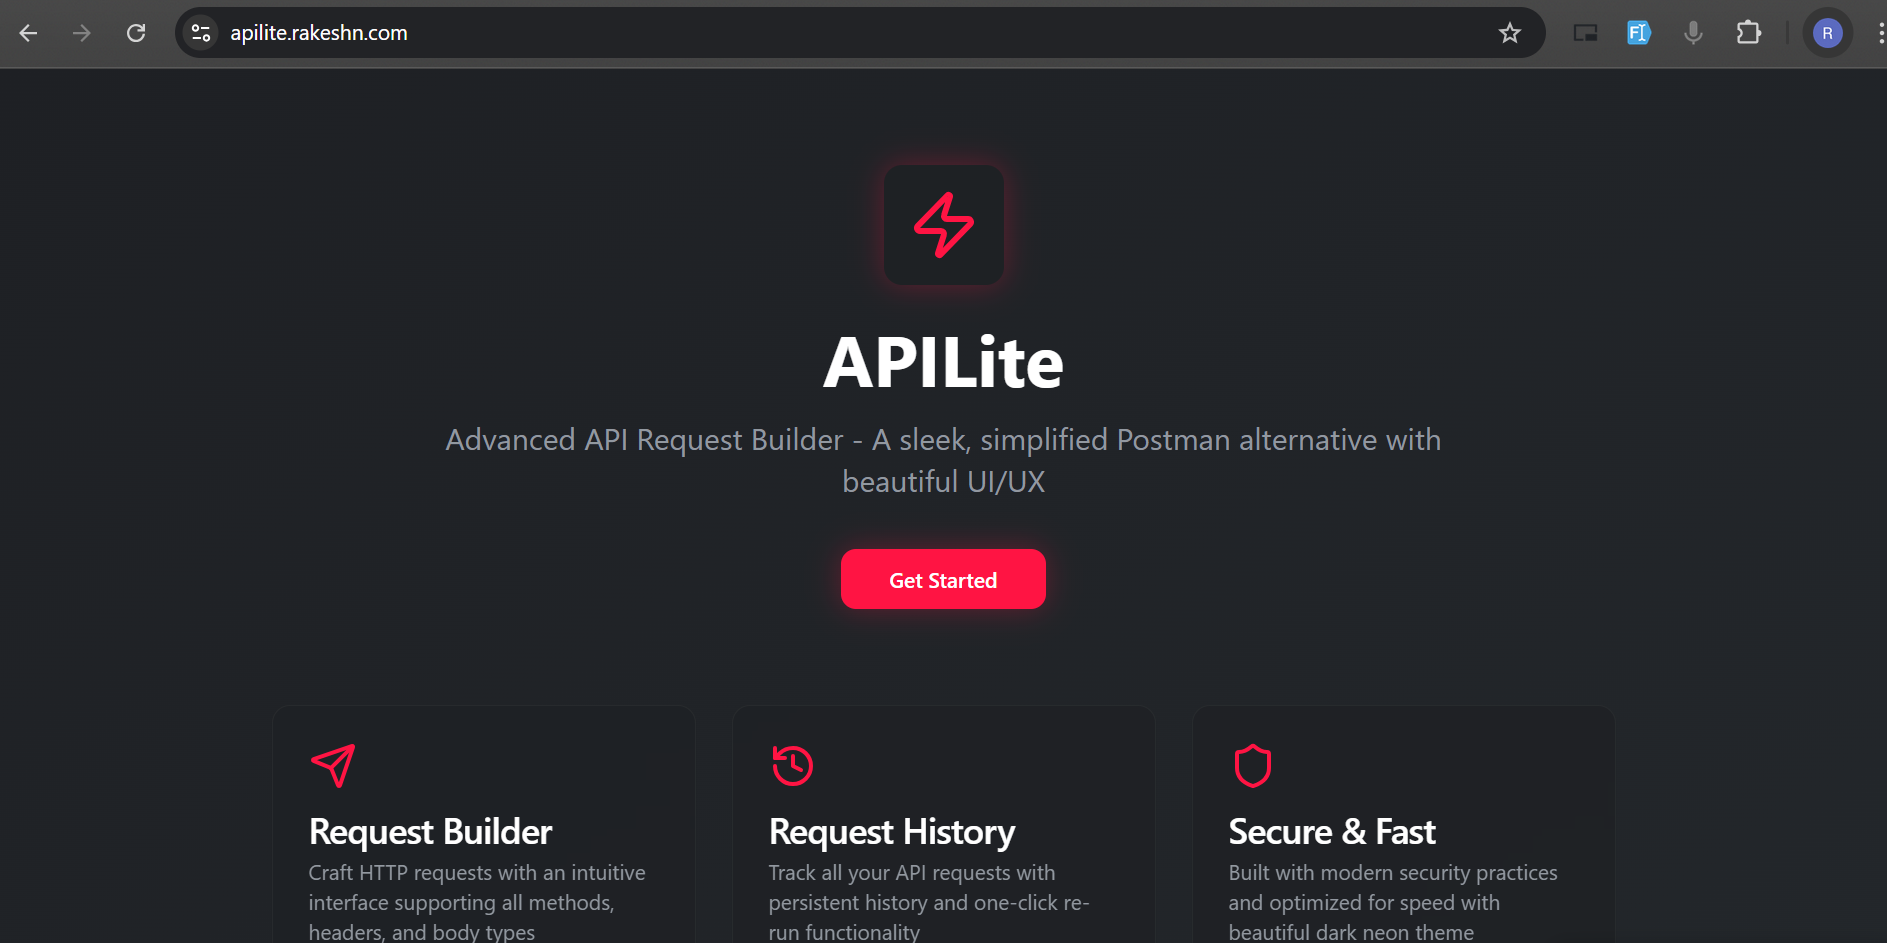 apilite.rakeshn.com
R
APILite
Advanced API Request Builder - A sleek, simplified Postman alternative with
beautiful UI/UX
Get Started
Request Builder
Craft HTTP requests with an intuitive
interface supporting all methods,
headers, and body types
Request History
Track all your API requests with
persistent history and one-click re-
run functionality
Secure & Fast
Built with modern security practices
and optimized for speed with
beautiful dark neon theme